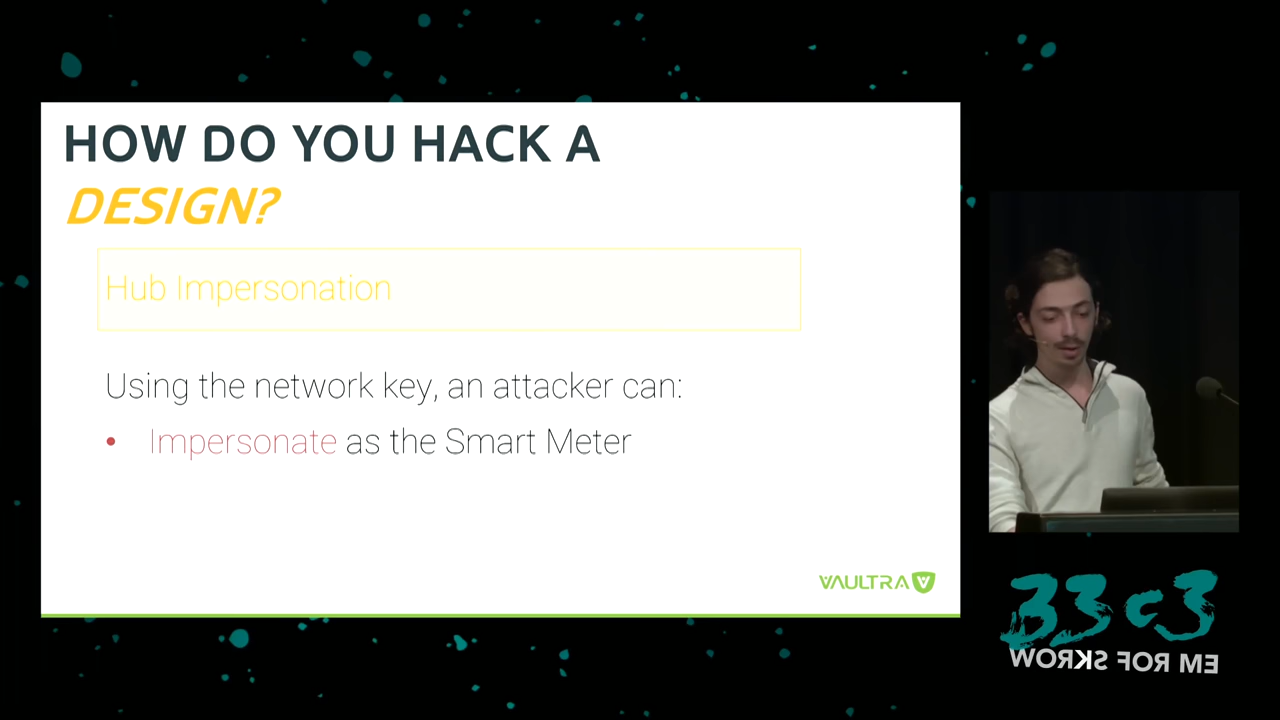 HOW DO YOU HACK A
DESIGN?
Hub Impersonation
Using the network key, an attacker can:
• Impersonate as the Smart Meter
VAULTRA
33c3
WORKS FOR ME